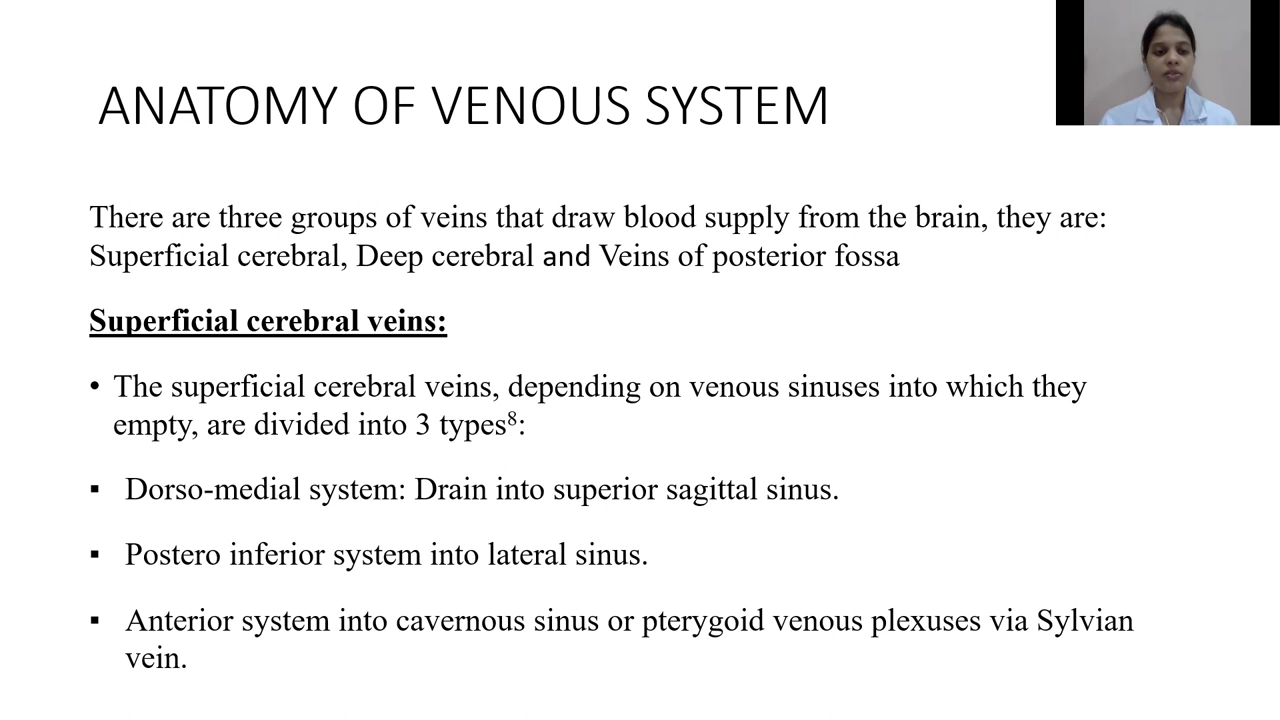 ANATOMY OF VENOUS SYSTEM
There are three groups of veins that draw blood supply from the brain, they are:
Superficial cerebral, Deep cerebral and Veins of posterior fossa
Superficial cerebral veins:
• The superficial cerebral veins, depending on venous sinuses into which they
empty, are divided into 3 types⁸:
▪ Dorso-medial system: Drain into superior sagittal sinus.
▪ Postero inferior system into lateral sinus.
▪ Anterior system into cavernous sinus or pterygoid venous plexuses via Sylvian
vein.